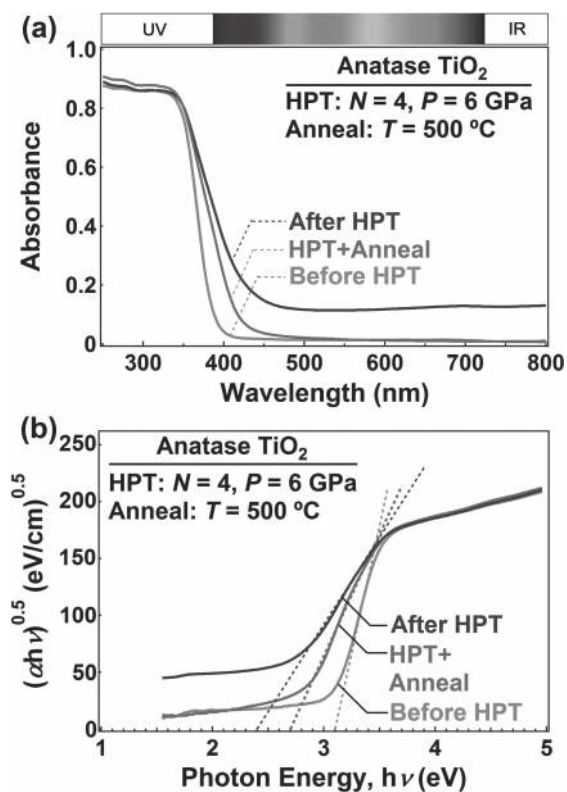 UV IR
(a)
Anatase TiO₂
HPT: N = 4, P = 6 GPa
Anneal: T = 500 ºC
Absorbance
1.0
0.8
0.6
0.4
0.2
0
After HPT
HPT+Anneal
Before HPT
300 400 500 600 700 800
Wavelength (nm)
(b)
250
200
150
100
50
0
Anatase TiO₂
HPT: N = 4, P = 6 GPa
Anneal: T = 500 ºC
(αhν)^0.5 (eV/cm)^0.5
After HPT
HPT+
Anneal
Before HPT
1 2 3 4 5
Photon Energy, hν (eV)